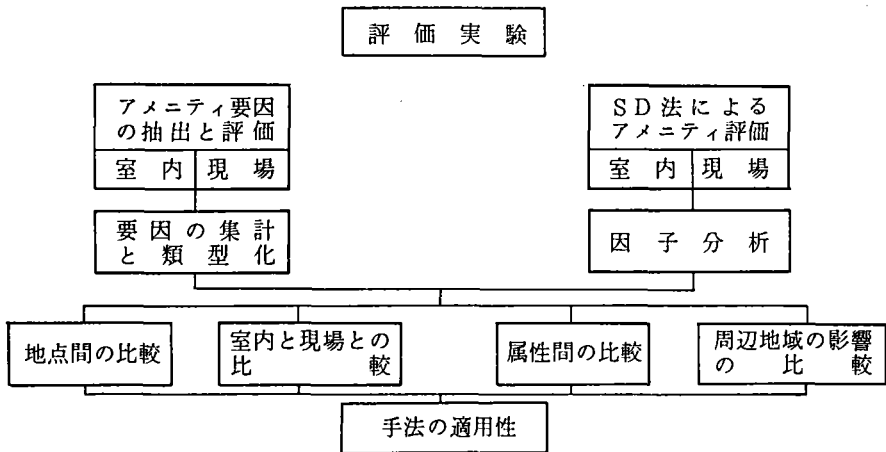 評価実験
アメニティ要因
の抽出と評価
室内
現場
SD法による
アメニティ評価
室内
現場
要因の集計
と類型化
因子分析
地点間の比較
室内と現場との
比較
属性間の比較
周辺地域の影響
の比較
手法の適用性